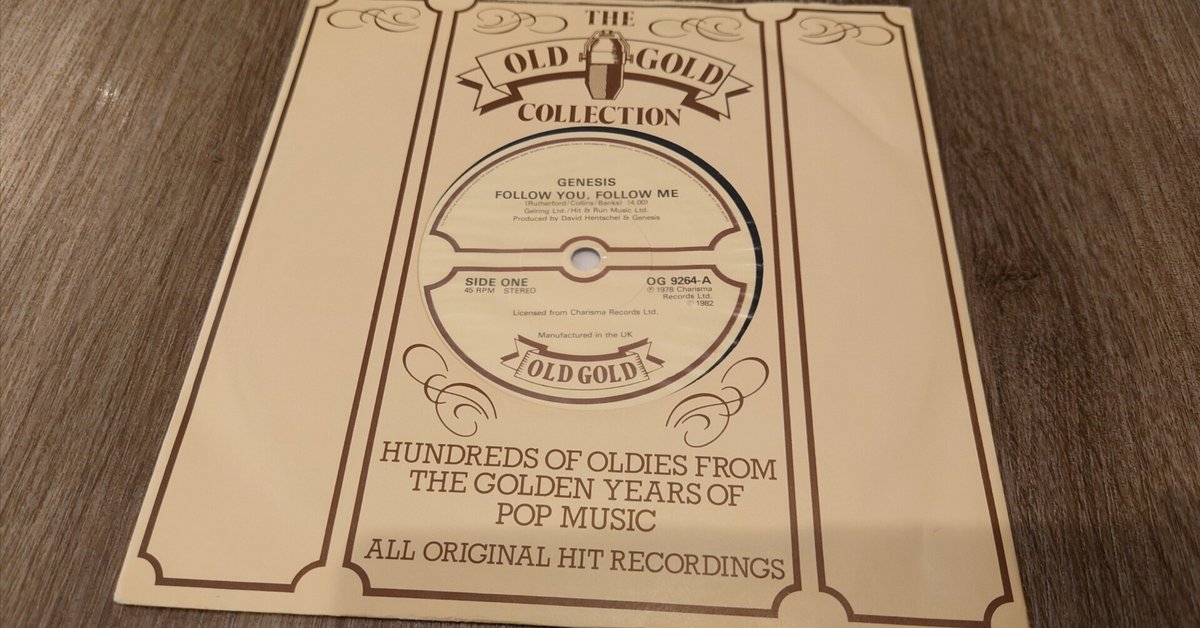 THE
OLD GOLD
COLLECTION
GENESIS
FOLLOW YOU, FOLLOW ME
(Rutherford/Collins/Banks) (4.00)
Gelring Ltd./Hit & Run Music Ltd.
Produced by David Hentschel & Genesis
SIDE ONE
45 RPM STEREO
OG 9264-A
℗ 1978 Charisma
Records Ltd.
© 1982
Licensed from Charisma Records Ltd.
Manufactured in the UK
OLD GOLD
HUNDREDS OF OLDIES FROM
THE GOLDEN YEARS OF
POP MUSIC
ALL ORIGINAL HIT RECORDINGS